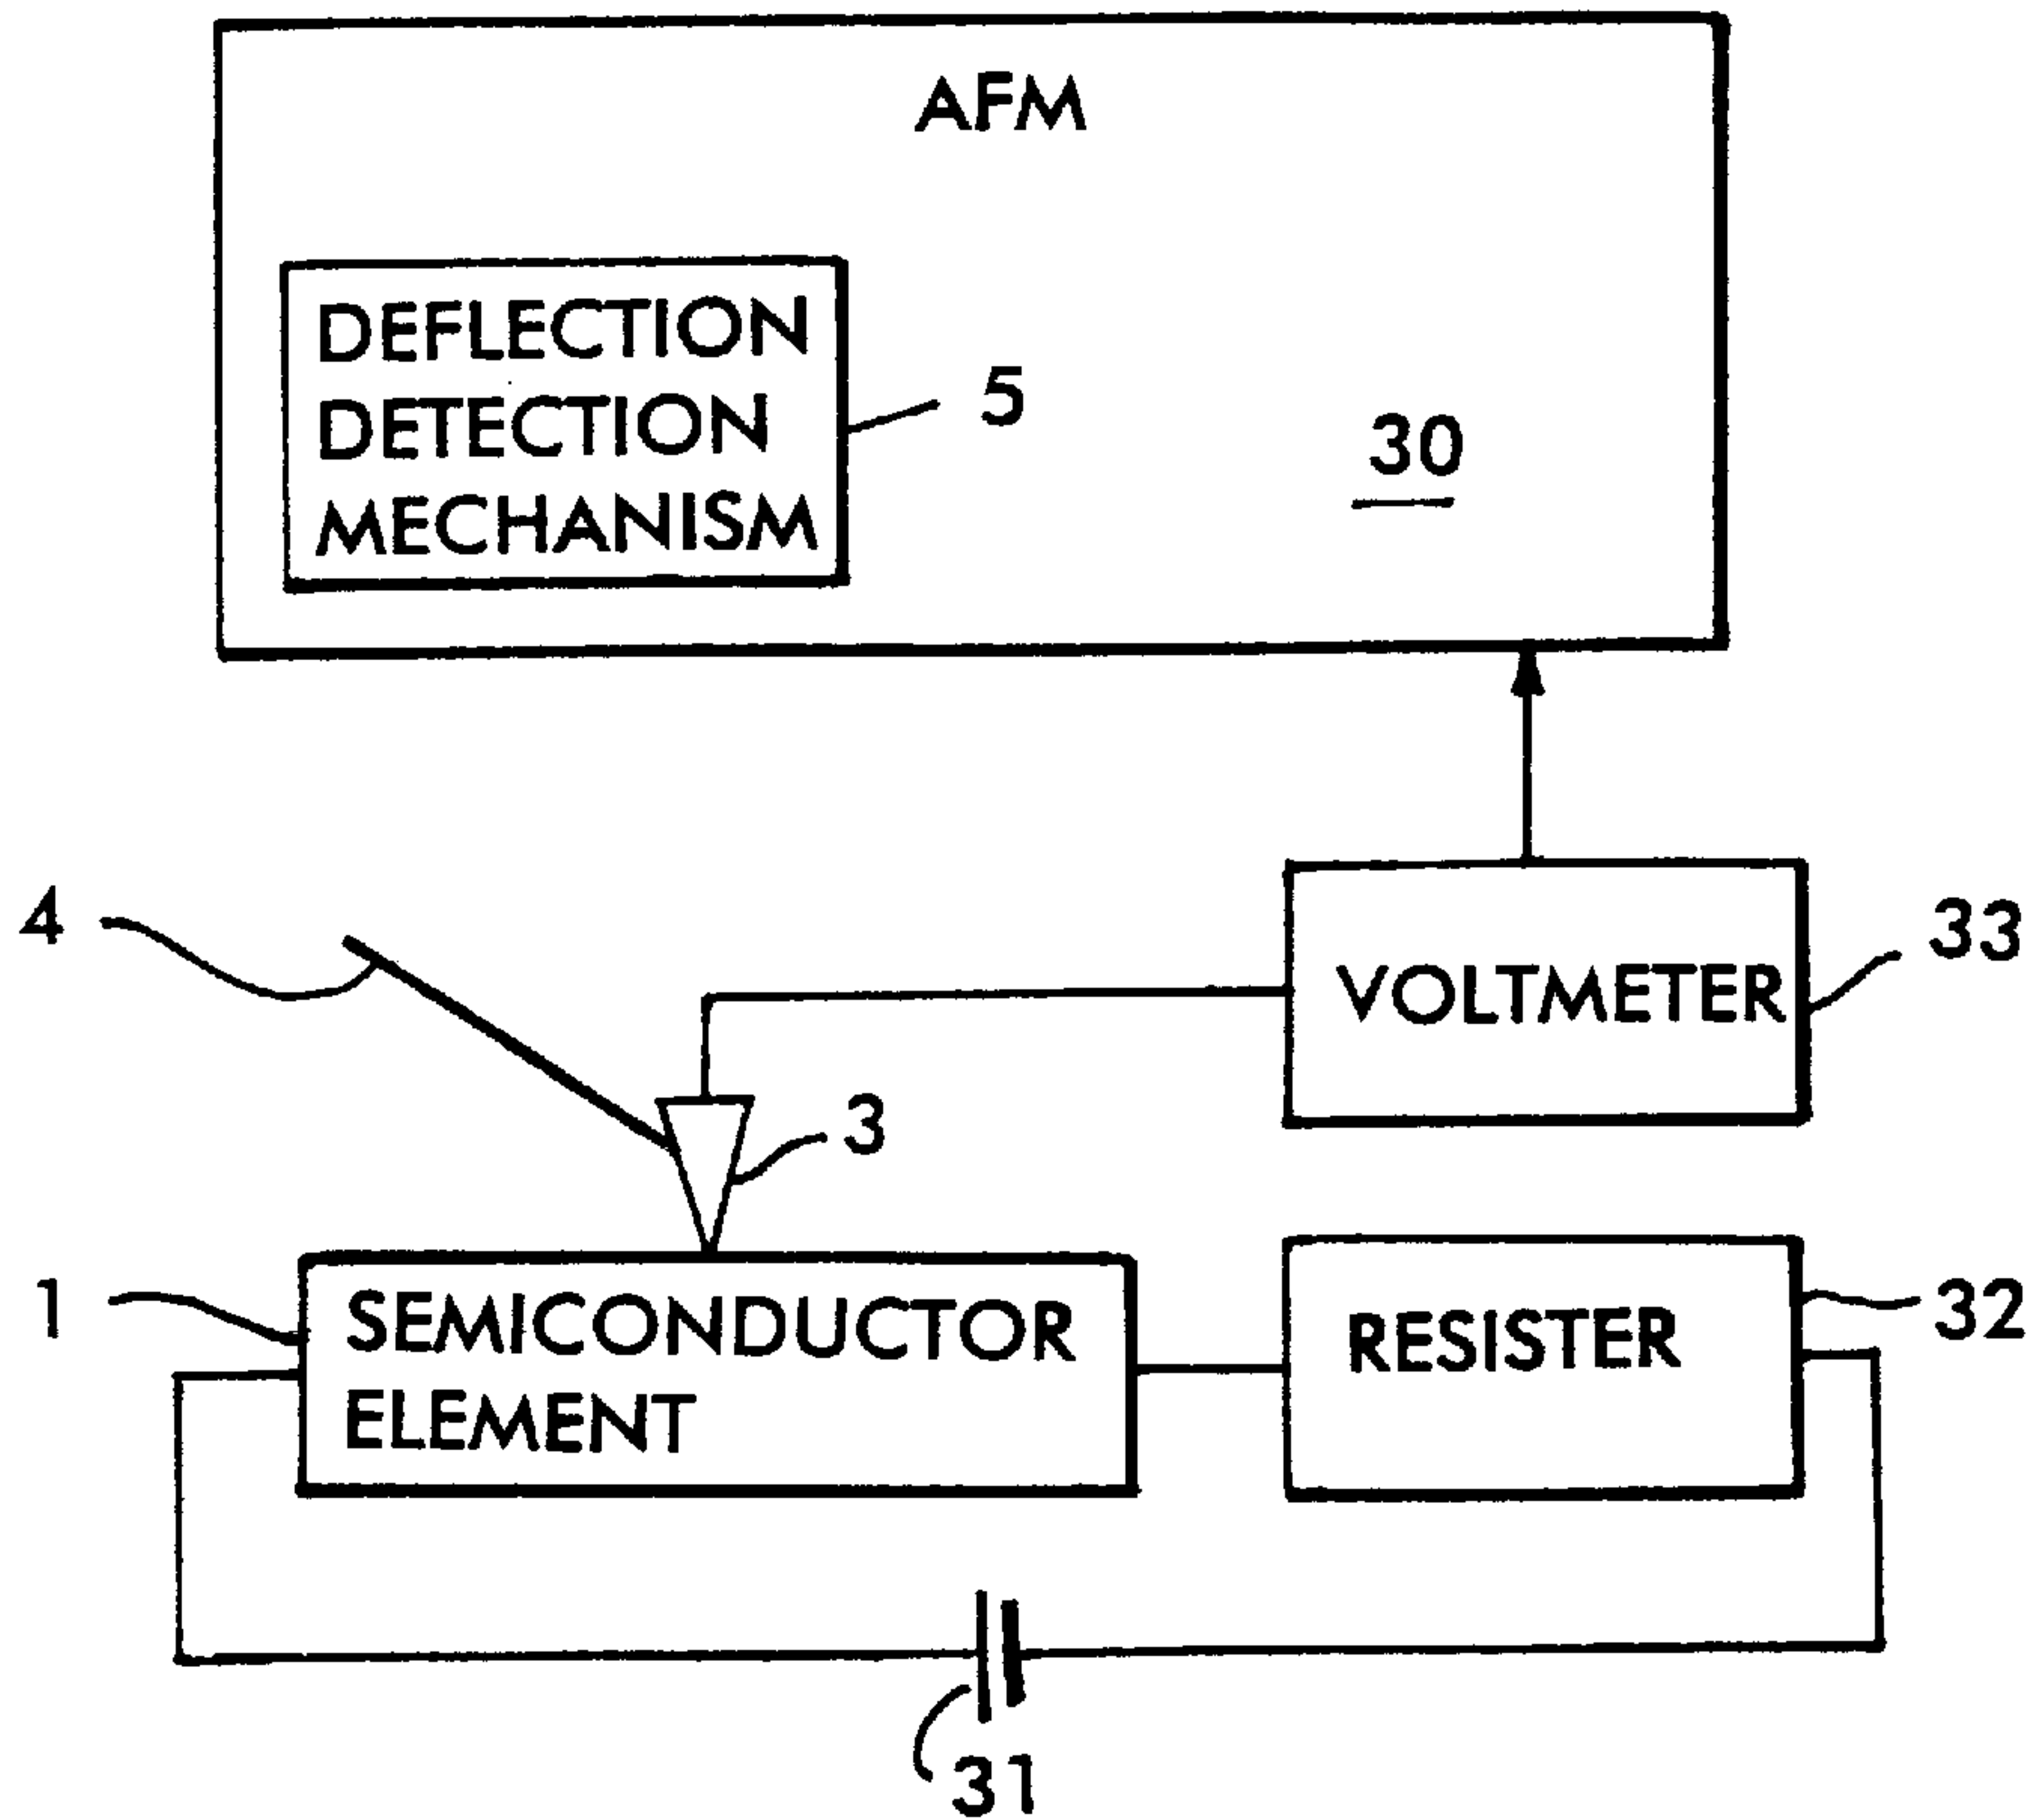 AFM
DEFLECTION
DETECTION
MECHANISM
5
30
4
VOLTMETER
33
3
1
SEMICONDUCTOR
ELEMENT
RESISTER
32
31